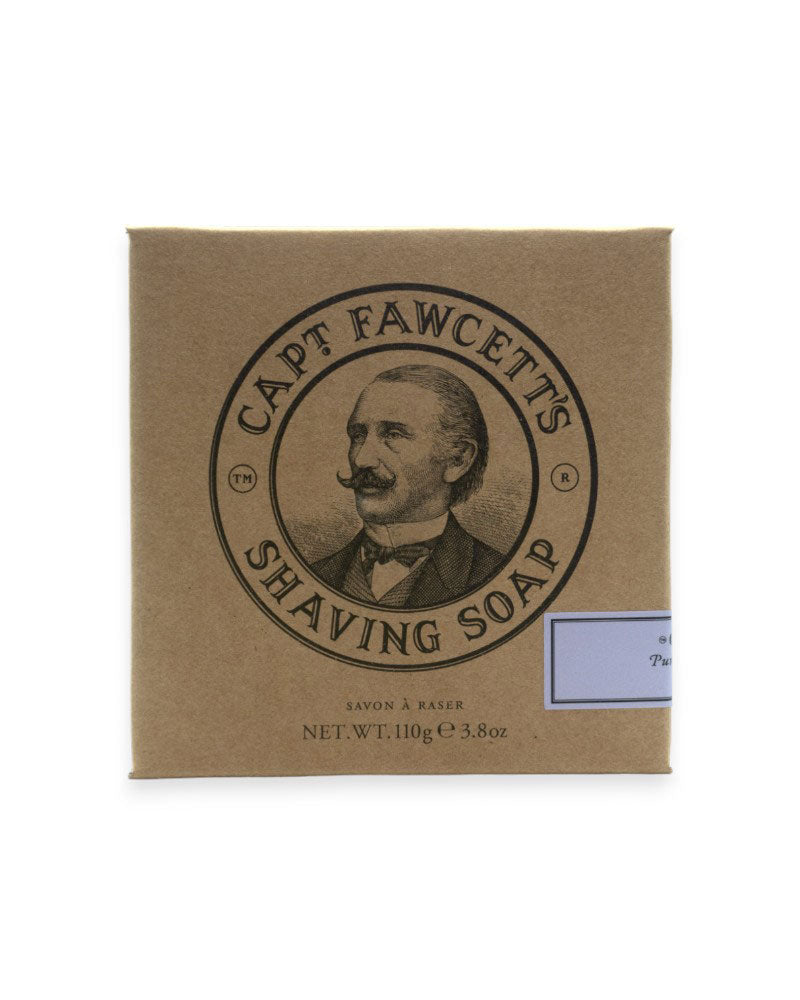 CAPT. FAWCETT'S
TM
R
SHAVING SOAP
SAVON À RASER
NET.WT.110g ℮ 3.8oz